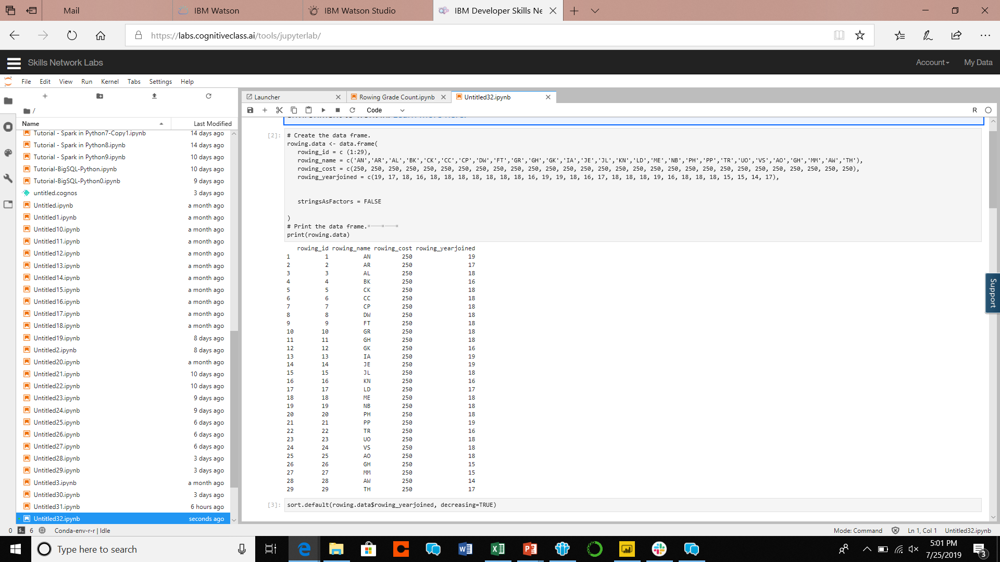 Mail
IBM Watson
IBM Watson Studio
IBM Developer Skills Ne
https://labs.cognitiveclass.ai/tools/jupyterlab/
Skills Network Labs
Account
My Data
File Edit View Run Kernel Tabs Settings Help
/
Name Last Modified
Tutorial - Spark in Python7-Copy1.ipynb 14 days ago
Tutorial - Spark in Python8.ipynb 14 days ago
Tutorial - Spark in Python9.ipynb 10 days ago
Tutorial-BigSQL-Python.ipynb 10 days ago
Tutorial-BigSQL-Python0.ipynb 9 days ago
untitled.cognos 3 days ago
Untitled.ipynb a month ago
Untitled1.ipynb a month ago
Untitled10.ipynb a month ago
Untitled11.ipynb a month ago
Untitled12.ipynb a month ago
Untitled13.ipynb a month ago
Untitled14.ipynb a month ago
Untitled15.ipynb a month ago
Untitled16.ipynb a month ago
Untitled17.ipynb a month ago
Untitled18.ipynb a month ago
Untitled19.ipynb 8 days ago
Untitled2.ipynb 8 days ago
Untitled20.ipynb a month ago
Untitled21.ipynb 10 days ago
Untitled22.ipynb 10 days ago
Untitled23.ipynb 9 days ago
Untitled24.ipynb 9 days ago
Untitled25.ipynb 6 days ago
Untitled26.ipynb 6 days ago
Untitled27.ipynb 6 days ago
Untitled28.ipynb 3 days ago
Untitled29.ipynb 3 days ago
Untitled3.ipynb a month ago
Untitled30.ipynb 3 days ago
Untitled31.ipynb 6 hours ago
Untitled32.ipynb seconds ago
Launcher
Rowing Grade Count.ipynb
Untitled32.ipynb
Code
R
[2]:
# Create the data frame.
rowing.data <- data.frame(
rowing_id = c (1:29),
rowing_name = c('AN','AR','AL','BK','CK','CC','CP','DW','FT','GR','GH','GK','IA','JE','JL','KN','LD','ME','NB','PH','PP','TR','UO','VS','AO','GH','MM','AW','TH'),
rowing_cost = c(250, 250, 250, 250, 250, 250, 250, 250, 250, 250, 250, 250, 250, 250, 250, 250, 250, 250, 250, 250, 250, 250, 250, 250, 250, 250, 250, 250, 250),
rowing_yearjoined = c(19, 17, 18, 16, 18, 18, 18, 18, 18, 18, 18, 16, 19, 19, 18, 16, 17, 18, 18, 18, 19, 16, 18, 18, 18, 15, 15, 14, 17),
stringsAsFactors = FALSE
)
# Print the data frame.
print(rowing.data)
rowing_id rowing_name rowing_cost rowing_yearjoined
1 1 AN 250 19
2 2 AR 250 17
3 3 AL 250 18
4 4 BK 250 16
5 5 CK 250 18
6 6 CC 250 18
7 7 CP 250 18
8 8 DW 250 18
9 9 FT 250 18
10 10 GR 250 18
11 11 GH 250 18
12 12 GK 250 16
13 13 IA 250 19
14 14 JE 250 19
15 15 JL 250 18
16 16 KN 250 16
17 17 LD 250 17
18 18 ME 250 18
19 19 NB 250 18
20 20 PH 250 18
21 21 PP 250 19
22 22 TR 250 16
23 23 UO 250 18
24 24 VS 250 18
25 25 AO 250 18
26 26 GH 250 15
27 27 MM 250 15
28 28 AW 250 14
29 29 TH 250 17
[3]:
sort.default(rowing.data$rowing_yearjoined, decreasing=TRUE)
Support
0 6 Conda-env-r-r | Idle
Mode: Command Ln 1, Col 1 Untitled32.ipynb
Type here to search
5:01 PM
7/25/2019
3